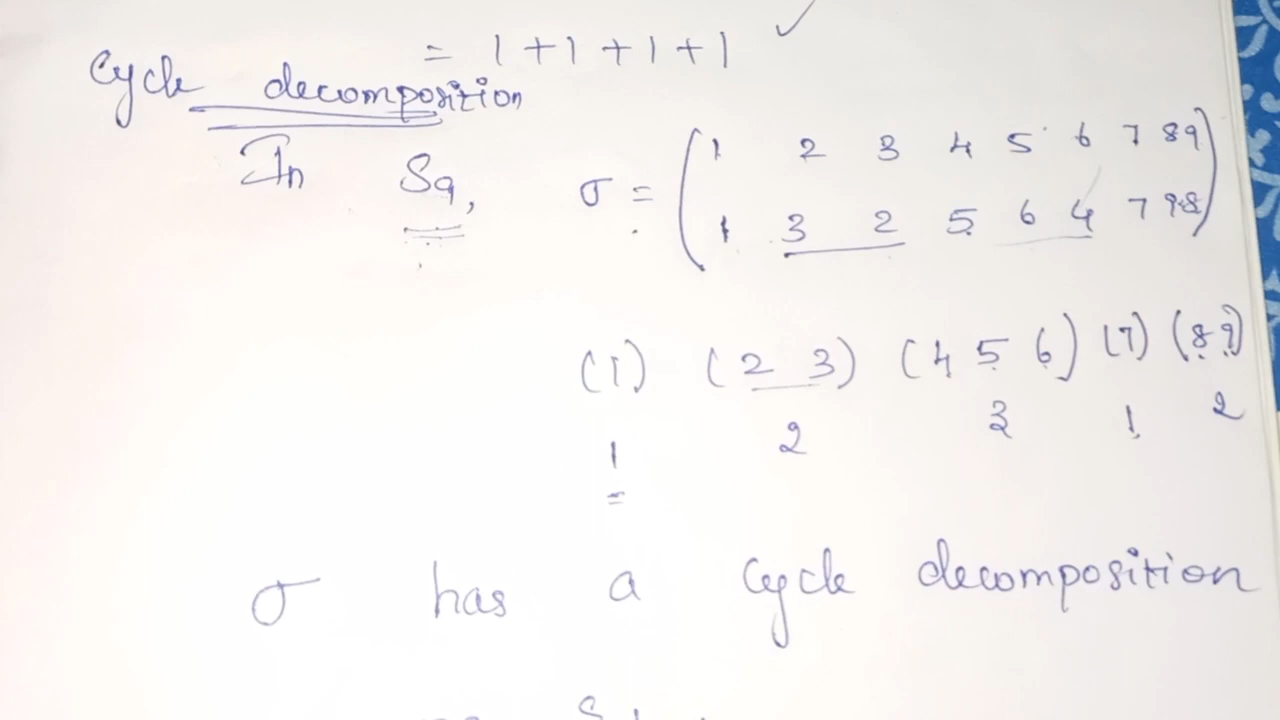 = 1 + 1 + 1 + 1 ✓
Cycle decomposition
In S9, σ = ( 1 2 3 4 5 6 7 8 9 )
( 1 3 2 5 6 4 7 9 8 )
(1) (2 3) (4 5 6) (7) (8 9)
1 2 3 1 2
=
σ has a cycle decomposition